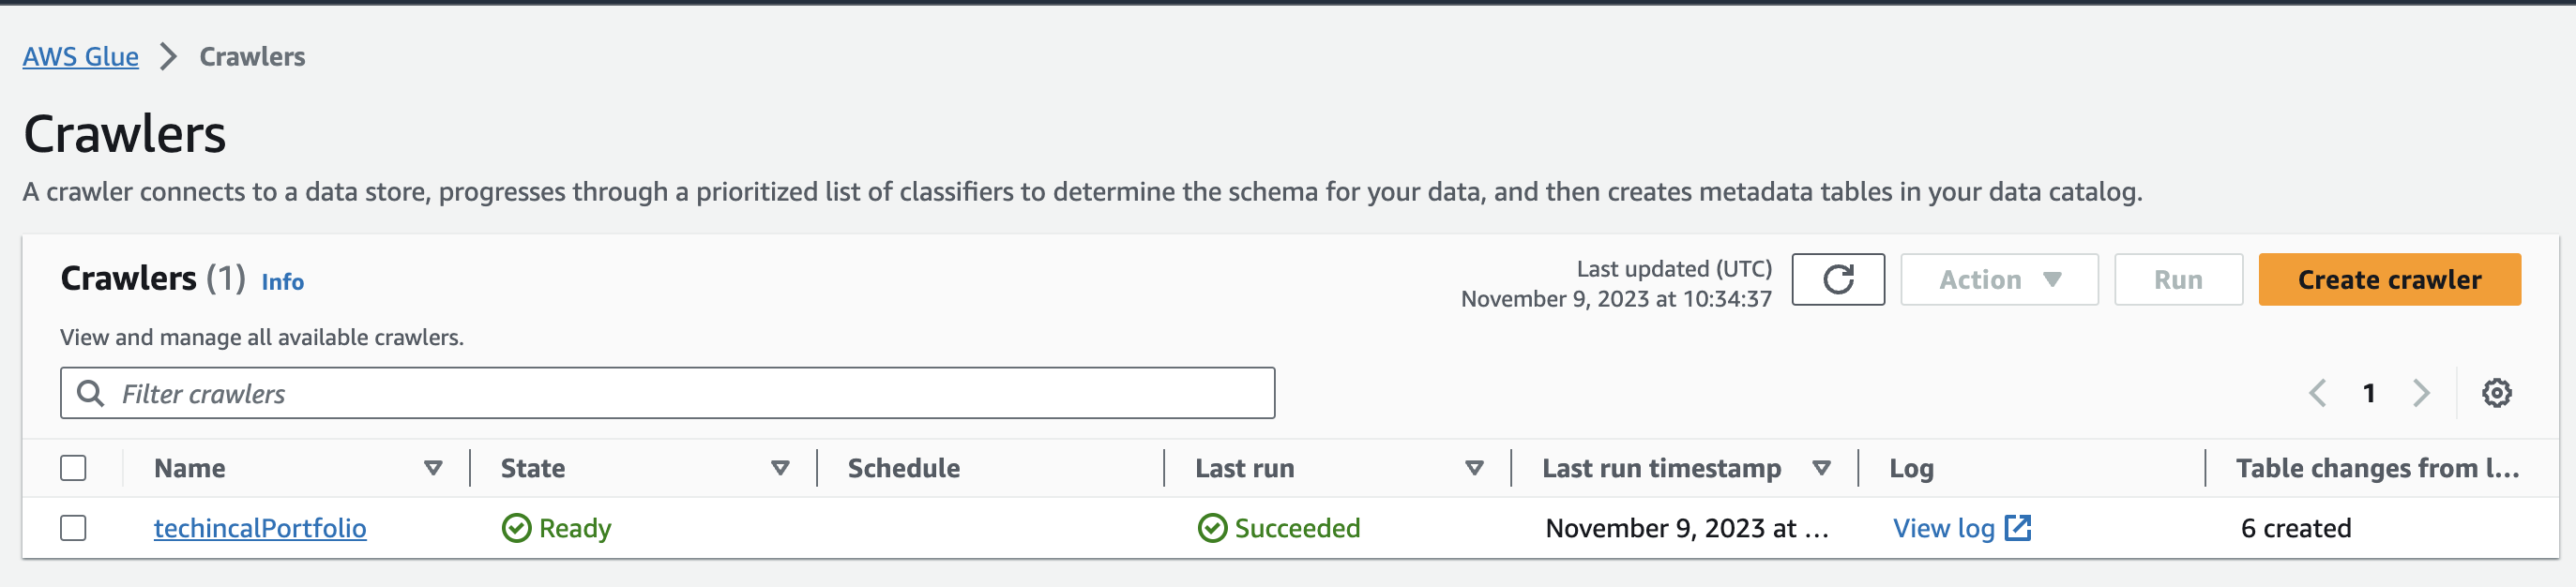 AWS Glue > Crawlers
Crawlers
A crawler connects to a data store, progresses through a prioritized list of classifiers to determine the schema for your data, and then creates metadata tables in your data catalog.
Crawlers (1) Info
Last updated (UTC)
November 9, 2023 at 10:34:37
Action
Run
Create crawler
View and manage all available crawlers.
Filter crawlers
1
Name State Schedule Last run Last run timestamp Log Table changes from l...
techincalPortfolio Ready Succeeded November 9, 2023 at ... View log 6 created